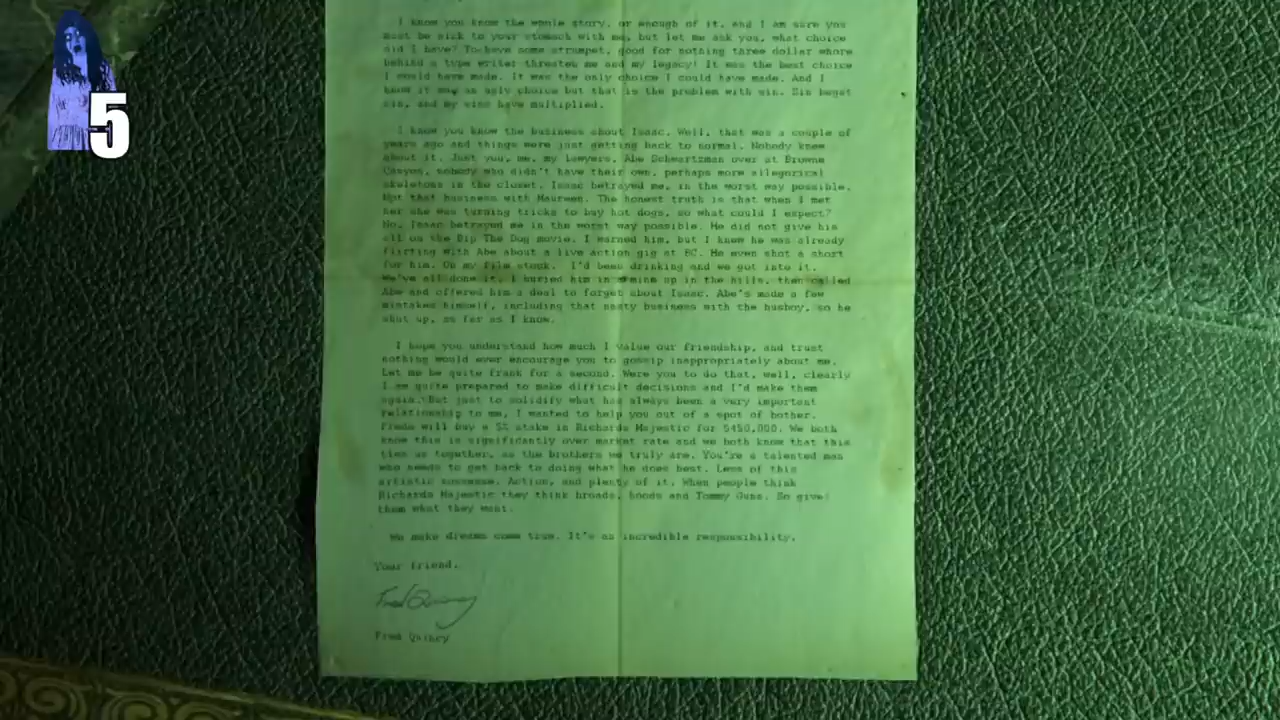 5
I know you know the whole story, or enough of it, and I am sure you
must be sick to your stomach with me, but let me ask you, what choice
did I have? To have some strumpet, good for nothing three dollar whore
behind a type writer threaten me and my legacy! It was the best choice
I would have made. It was the only choice I could have made. And I
know it was an ugly choice but that is the problem with sin. Sin begat
sin, and my sins have multiplied.
I know you know the business about Isaac. Well, that was a couple of
years ago and things were just getting back to normal. Nobody knew
about it. Just you, me, my lawyers, Abe Schwartzman over at Browne
Canyon, nobody who didn't have their own, perhaps more allegorical
skeletons in the closet. Isaac betrayed me, in the worst way possible.
Not that business with Maureen. The honest truth is that when I met
her she was turning tricks to buy hot dogs, so what could I expect?
No, Isaac betrayed me in the worst way possible. He did not give his
all on the Dip The Dog movie. I warned him, but I knew he was already
flirting with Abe about a live action gig at BC. He even shot a short
for him. On my film stock. I'd been drinking and we got into it.
We've all done it. I buried him in a mine up in the hills, then called
Abe and offered him a deal to forget about Isaac. Abe's made a few
mistakes himself, including that nasty business with the busboy, so he
shut up, as far as I know.
I hope you understand how much I value our friendship, and trust
nothing would ever encourage you to gossip inappropriately about me.
Let me be quite frank for a second. Were you to do that, well, clearly
I am quite prepared to make difficult decisions and I'd make them
again. But just to solidify what has always been a very important
relationship to me, I wanted to help you out of a spot of bother.
Freds will buy a 5% stake in Richards Majestic for $450,000. We both
know this is significantly over market rate and we both know that this
ties us together, as the brothers we truly are. You're a talented man
who needs to get back to doing what he does best. Less of this
artistic nonsense. Action, and plenty of it. When people think
Richards Majestic they think broads, hoods and Tommy Guns. So give
them what they want.
We make dreams come true. It's an incredible responsibility.
Your friend,
Fred Quincy
Fred Quincy